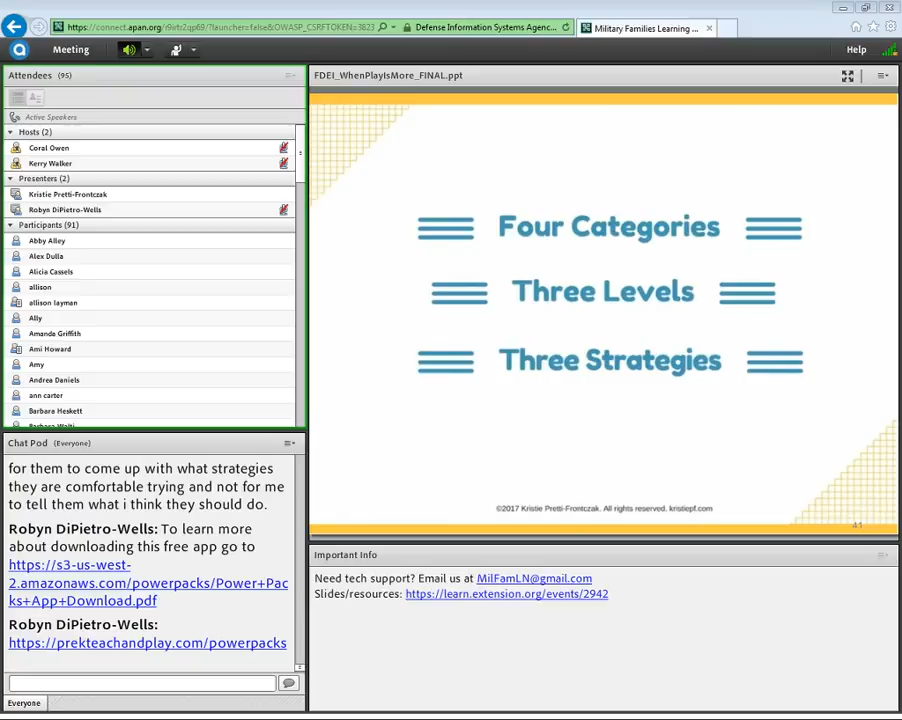 https://connect.apan.org/r9irtr2qp69/?launcher=false&OWASP_CSRFTOKEN=3823
Defense Information Systems Agenc...
Military Families Learning ...
Meeting
Help
Attendees (95)
Active Speakers
Hosts (2)
Coral Owen
Kerry Walker
Presenters (2)
Kristie Pretti-Frontczak
Robyn DiPietro-Wells
Participants (91)
Abby Alley
Alex Dulla
Alicia Cassels
allison
allison layman
Ally
Amanda Griffith
Ami Howard
Amy
Andrea Daniels
ann carter
Barbara Heskett
Barbara Walti
Chat Pod (Everyone)
for them to come up with what strategies
they are comfortable trying and not for me
to tell them what i think they should do.
Robyn DiPietro-Wells: To learn more
about downloading this free app go to
https://s3-us-west-
2.amazonaws.com/powerpacks/Power+Pac
ks+App+Download.pdf
Robyn DiPietro-Wells:
https://prekteachandplay.com/powerpacks
Everyone
FDEI_WhenPlayIsMore_FINAL.ppt
Four Categories
Three Levels
Three Strategies
©2017 Kristie Pretti-Frontczak. All rights reserved. kristiepf.com
41
Important Info
Need tech support? Email us at MilFamLN@gmail.com
Slides/resources: https://learn.extension.org/events/2942